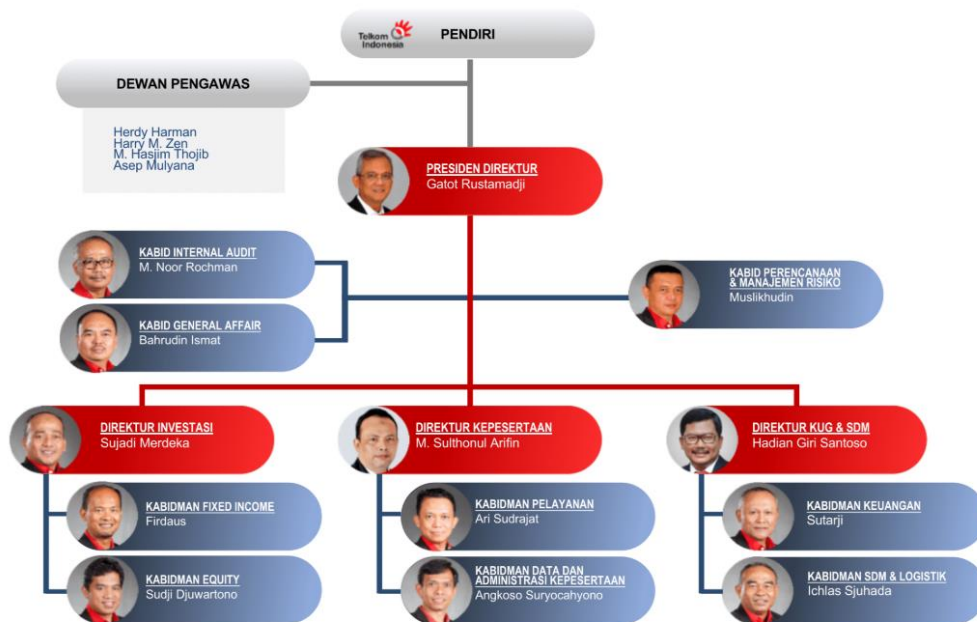 Telkom
Indonesia
PENDIRI
DEWAN PENGAWAS
Herdy Harman
Harry M. Zen
M. Hasjim Thojib
Asep Mulyana
PRESIDEN DIREKTUR
Gatot Rustamadji
KABID INTERNAL AUDIT
M. Noor Rochman
KABID PERENCANAAN
& MANAJEMEN RISIKO
Muslikhudin
KABID GENERAL AFFAIR
Bahrudin Ismat
DIREKTUR INVESTASI
Sujadi Merdeka
DIREKTUR KEPESERTAAN
M. Sulthonul Arifin
DIREKTUR KUG & SDM
Hadian Giri Santoso
KABIDMAN FIXED INCOME
Firdaus
KABIDMAN PELAYANAN
Ari Sudrajat
KABIDMAN KEUANGAN
Sutarji
KABIDMAN EQUITY
Sudji Djuwartono
KABIDMAN DATA DAN
ADMINISTRASI KEPESERTAAN
Angkoso Suryocahyono
KABIDMAN SDM & LOGISTIK
Ichlas Sjuhada